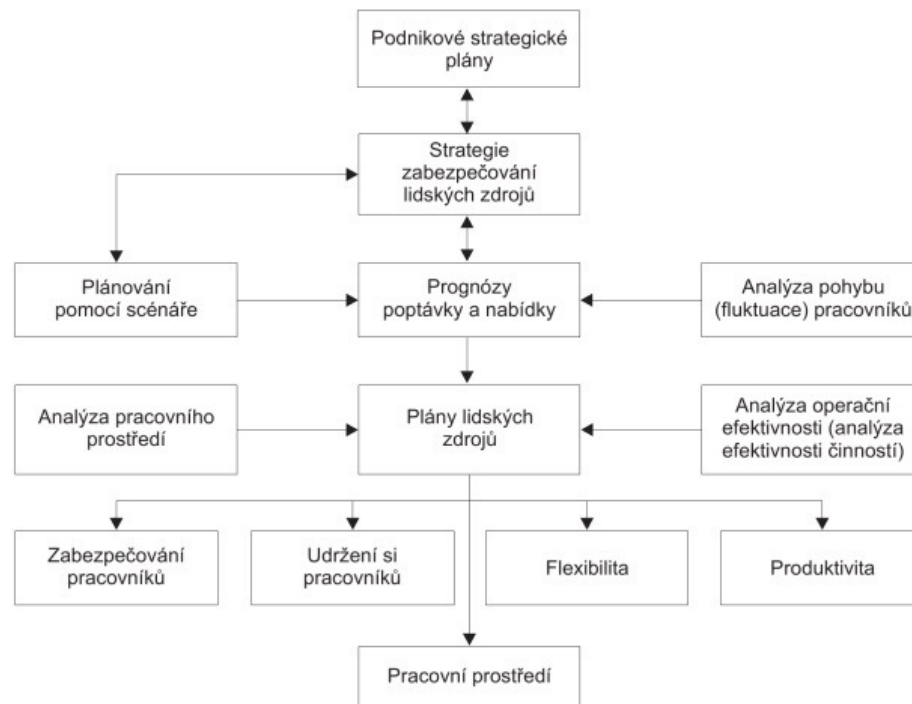 Podnikové strategické
plány
Strategie
zabezpečování
lidských zdrojů
Plánování
pomocí scénáře
Prognózy
poptávky a nabídky
Analýza pohybu
(fluktuace) pracovníků
Analýza pracovního
prostředí
Plány lidských
zdrojů
Analýza operační
efektivnosti (analýza
efektivnosti činností)
Zabezpečování
pracovníků
Udržení si
pracovníků
Flexibilita
Produktivita
Pracovní prostředí